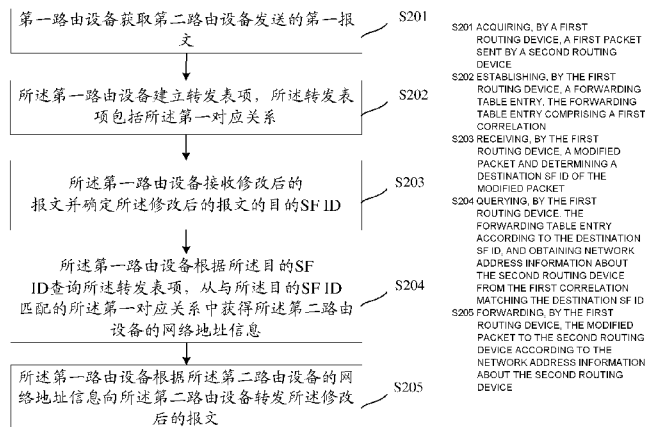 第一路由设备获取第二路由设备发送的第一报
文
S201
所述第一路由设备建立转发表项，所述转发表
项包括所述第一对应关系
S202
所述第一路由设备接收修改后的
报文并确定所述修改后的报文的目的SF ID
S203
所述第一路由设备根据所述目的SF
ID查询所述转发表项，从与所述目的SF ID
匹配的所述第一对应关系中获得所述第二路由
设备的网络地址信息
S204
所述第一路由设备根据所述第二路由设备的网
络地址信息向所述第二路由设备转发所述修改
后的报文
S205
S201 ACQUIRING, BY A FIRST
ROUTING DEVICE, A FIRST PACKET
SENT BY A SECOND ROUTING
DEVICE
S202 ESTABLISHING, BY THE FIRST
ROUTING DEVICE, A FORWARDING
TABLE ENTRY, THE FORWARDING
TABLE ENTRY COMPRISING A FIRST
CORRELATION
S203 RECEIVING, BY THE FIRST
ROUTING DEVICE, A MODIFIED
PACKET AND DETERMINING A
DESTINATION SF ID OF THE
MODIFIED PACKET
S204 QUERYING, BY THE FIRST
ROUTING DEVICE, THE
FORWARDING TABLE ENTRY
ACCORDING TO THE DESTINATION
SF ID, AND OBTAINING NETWORK
ADDRESS INFORMATION ABOUT
THE SECOND ROUTING DEVICE
FROM THE FIRST CORRELATION
MATCHING THE DESTINATION SF ID
S205 FORWARDING, BY THE FIRST
ROUTING DEVICE, THE MODIFIED
PACKET TO THE SECOND ROUTING
DEVICE ACCORDING TO THE
NETWORK ADDRESS INFORMATION
ABOUT THE SECOND ROUTING
DEVICE